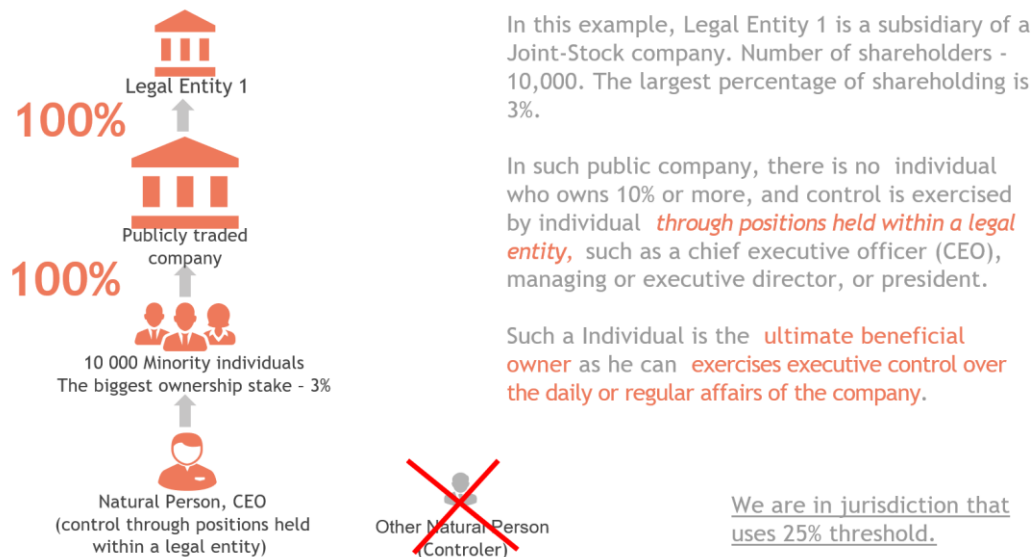 Legal Entity 1
100%
Publicly traded
company
100%
10 000 Minority individuals
The biggest ownership stake – 3%
Natural Person, CEO
(control through positions held
within a legal entity)
Other Natural Person
(Controler)
In this example, Legal Entity 1 is a subsidiary of a
Joint-Stock company. Number of shareholders -
10,000. The largest percentage of shareholding is
3%.
In such public company, there is no individual
who owns 10% or more, and control is exercised
by individual through positions held within a legal
entity, such as a chief executive officer (CEO),
managing or executive director, or president.
Such a Individual is the ultimate beneficial
owner as he can exercises executive control over
the daily or regular affairs of the company.
We are in jurisdiction that
uses 25% threshold.